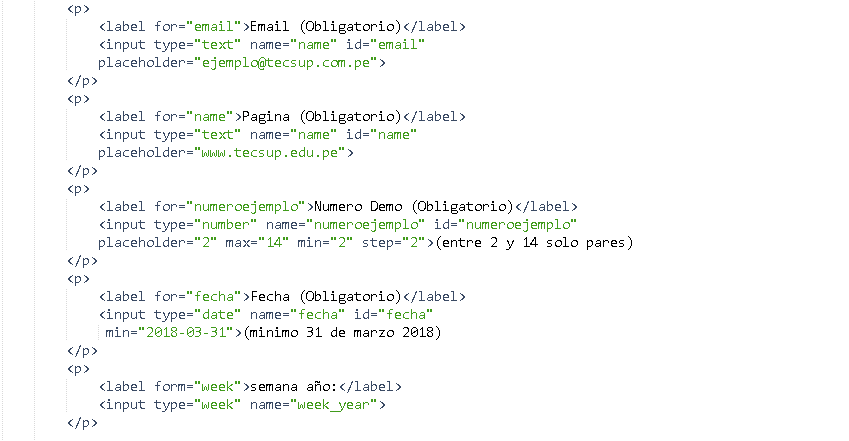 <p>
<label for="email">Email (Obligatorio)</label>
<input type="text" name="name" id="email"
placeholder="ejemplo@tecsup.com.pe">
</p>
<p>
<label for="name">Pagina (Obligatorio)</label>
<input type="text" name="name" id="name"
placeholder="www.tecsup.edu.pe">
</p>
<p>
<label for="numeroejemplo">Numero Demo (Obligatorio)</label>
<input type="number" name="numeroejemplo" id="numeroejemplo"
placeholder="2" max="14" min="2" step="2">(entre 2 y 14 solo pares)
</p>
<p>
<label for="fecha">Fecha (Obligatorio)</label>
<input type="date" name="fecha" id="fecha"
min="2018-03-31">(minimo 31 de marzo 2018)
</p>
<p>
<label form="week">semana año:</label>
<input type="week" name="week_year">
</p>